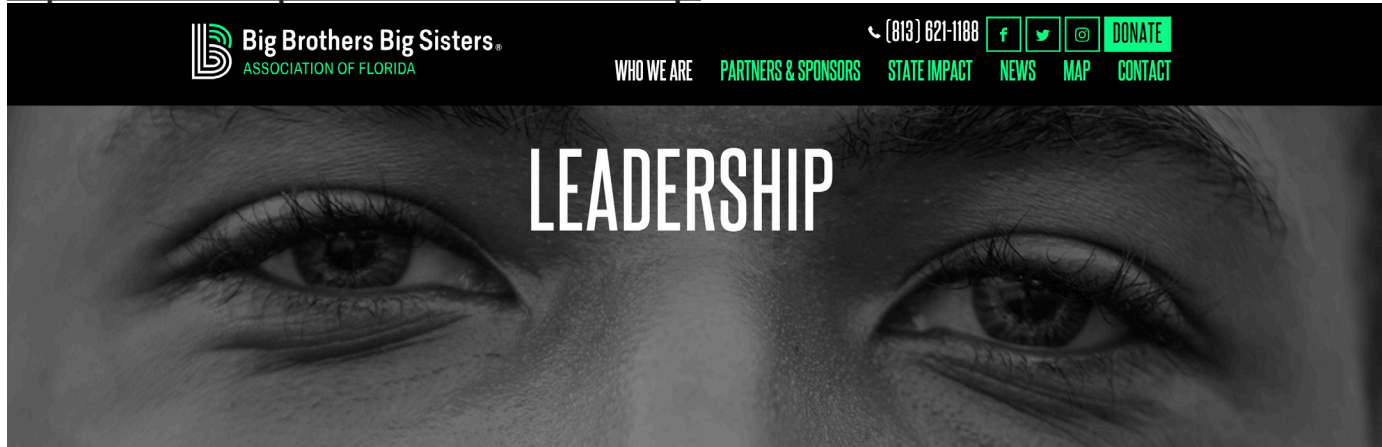 Big Brothers Big Sisters®
ASSOCIATION OF FLORIDA
(813) 621-1188 DONATE
WHO WE ARE PARTNERS & SPONSORS STATE IMPACT NEWS MAP CONTACT
LEADERSHIP